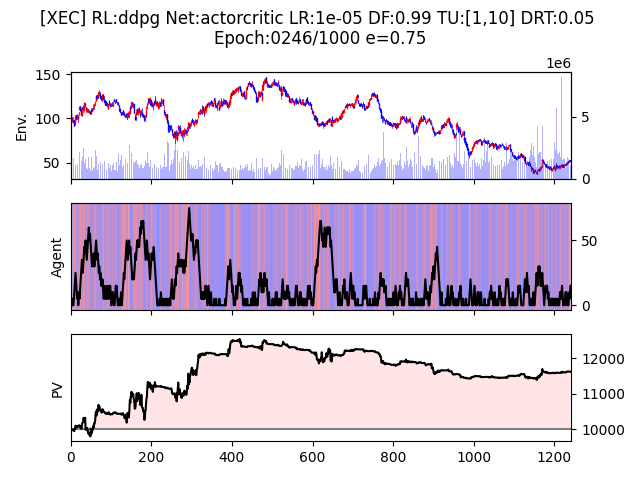 [XEC] RL:ddpg Net:actorcritic LR:1e-05 DF:0.99 TU:[1,10] DRT:0.05
Epoch:0246/1000 e=0.75
1e6
150
100
50
Env.
5
0
Agent
50
0
PV
12000
11000
10000
0 200 400 600 800 1000 1200